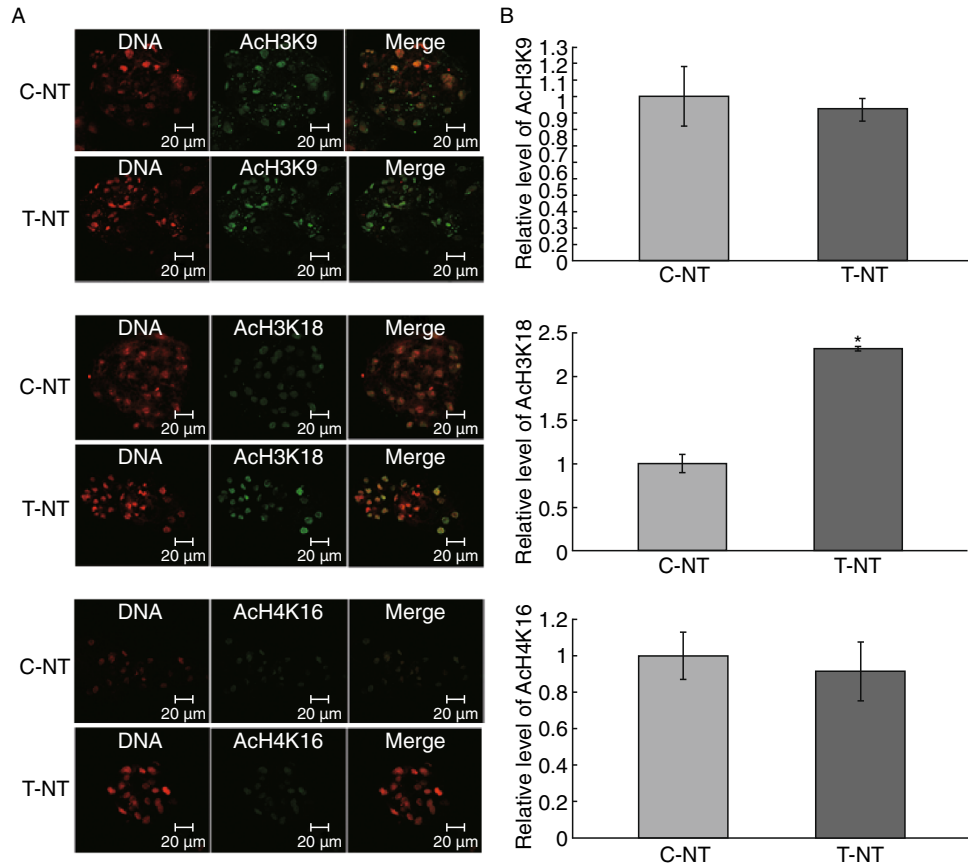 A
DNA AcH3K9 Merge
C-NT
20 µm 20 µm 20 µm
DNA AcH3K9 Merge
T-NT
20 µm 20 µm 20 µm
DNA AcH3K18 Merge
C-NT
20 µm 20 µm 20 µm
DNA AcH3K18 Merge
T-NT
20 µm 20 µm 20 µm
DNA AcH4K16 Merge
C-NT
20 µm 20 µm 20 µm
DNA AcH4K16 Merge
T-NT
20 µm 20 µm 20 µm
B
Relative level of AcH3K9
1.3
1.2
1.1
1
0.9
0.8
0.7
0.6
0.5
0.4
0.3
0.2
0
C-NT T-NT
Relative level of AcH3K18
2.5
2
1.5
1
0.5
0
*
C-NT T-NT
Relative level of AcH4K16
1.2
1
0.8
0.6
0.4
0.2
0
C-NT T-NT